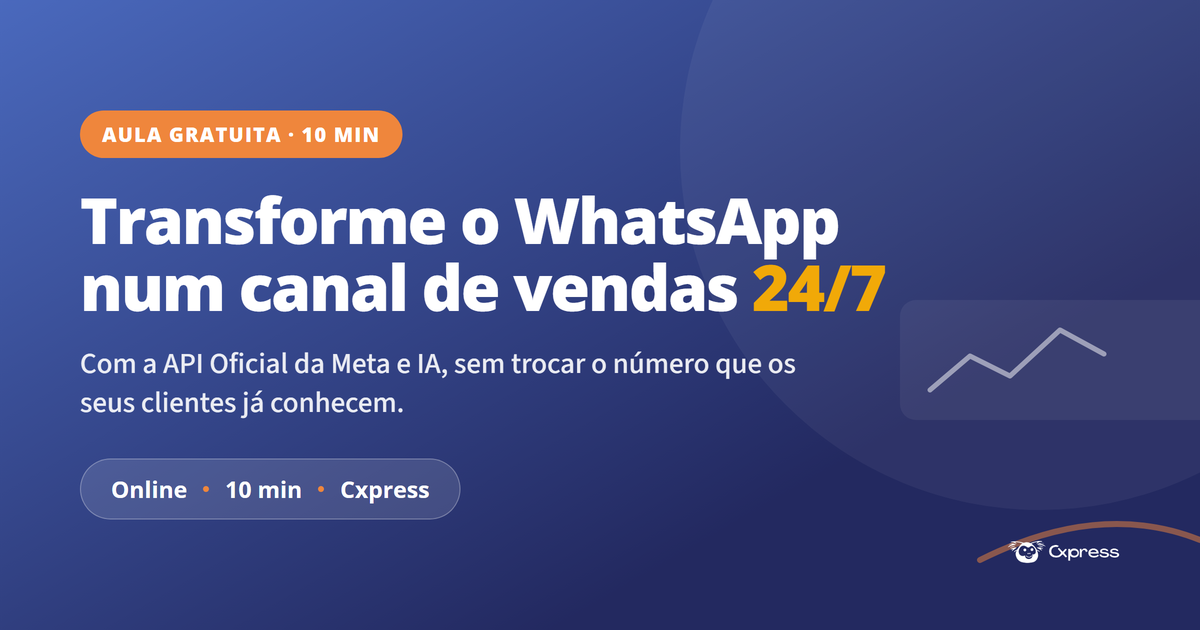 AULA GRATUITA · 10 MIN
Transforme o WhatsApp
num canal de vendas 24/7
Com a API Oficial da Meta e IA, sem trocar o número que os
seus clientes já conhecem.
Online • 10 min • Cxpress
Cxpress